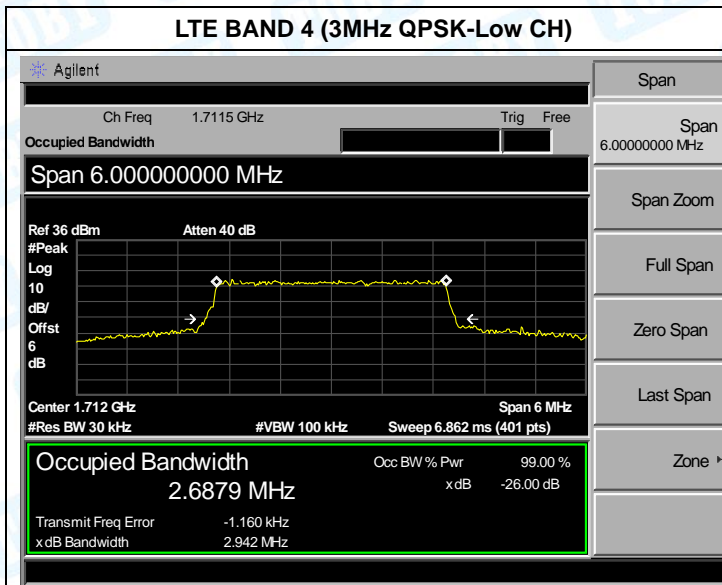 LTE BAND 4 (3MHz QPSK-Low CH)
Agilent
Span
Ch Freq 1.7115 GHz Trig Free
Occupied Bandwidth
Span
6.00000000 MHz
Span 6.000000000 MHz
Span Zoom
Ref 36 dBm Atten 40 dB
#Peak
Log
10
dB/
Offst
6
dB
Full Span
Zero Span
Last Span
Center 1.712 GHz Span 6 MHz
#Res BW 30 kHz #VBW 100 kHz Sweep 6.862 ms (401 pts)
Occupied Bandwidth Occ BW % Pwr 99.00 %
2.6879 MHz x dB -26.00 dB
Zone
Transmit Freq Error -1.160 kHz
x dB Bandwidth 2.942 MHz